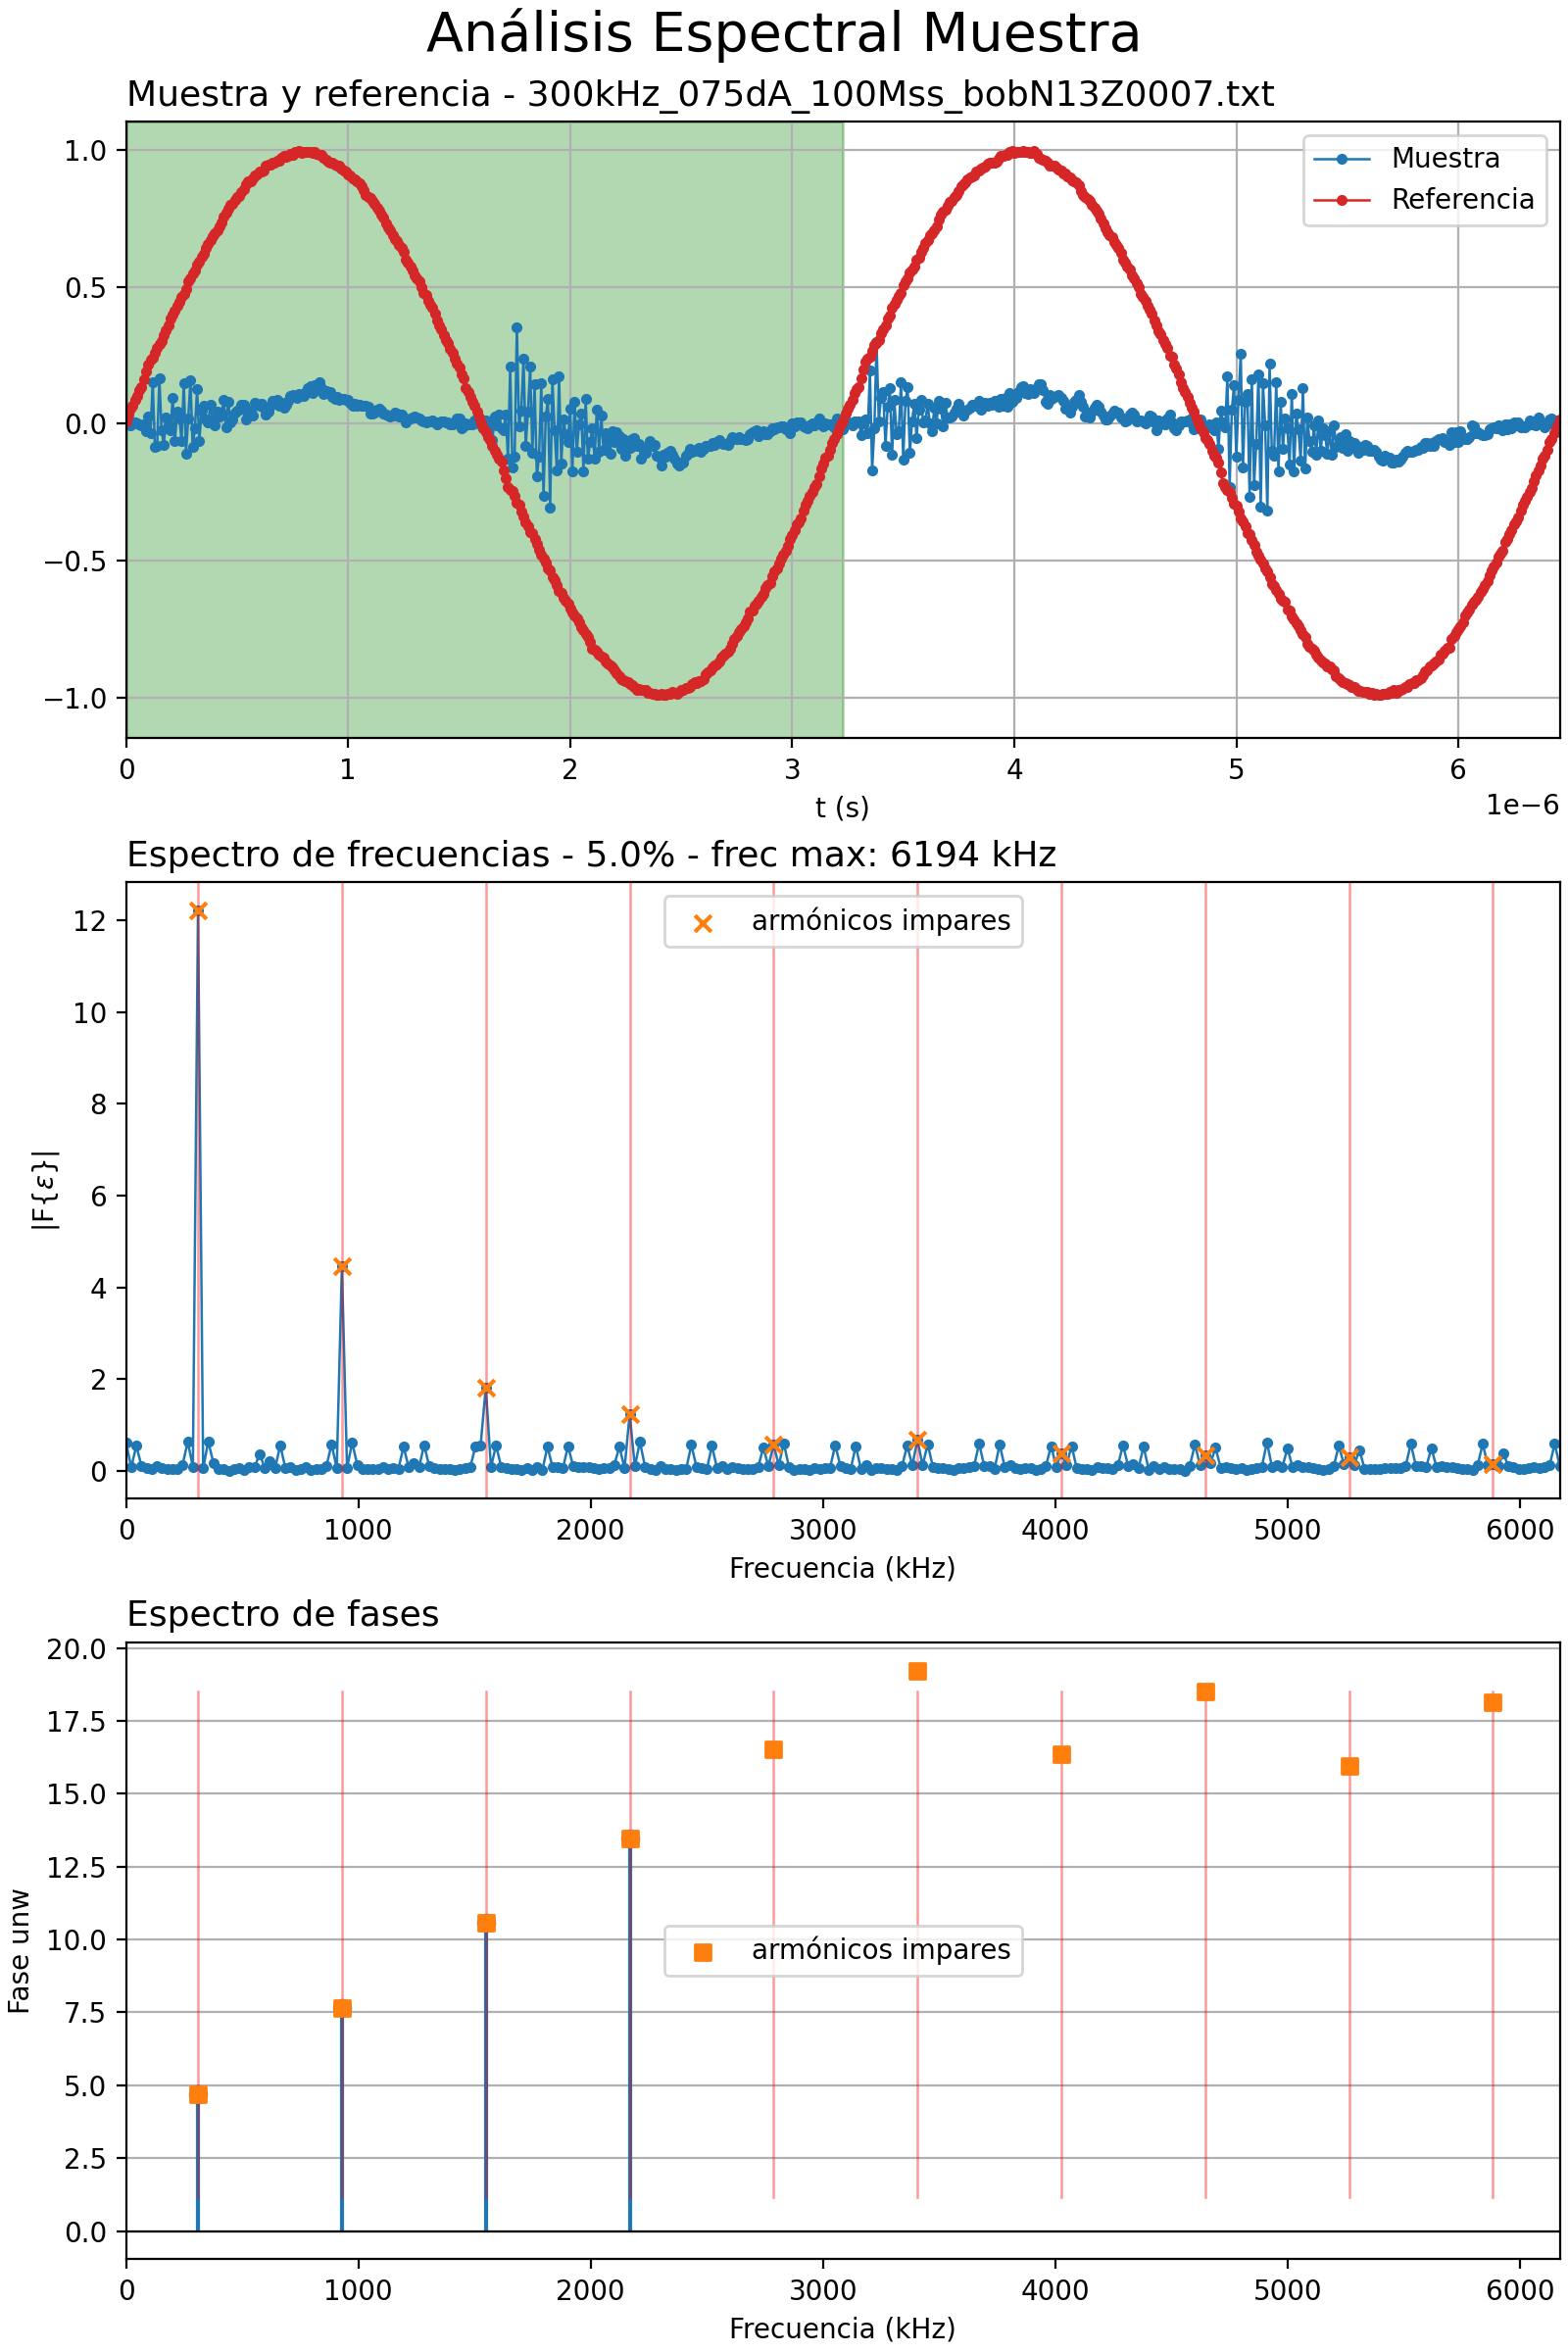 Análisis Espectral Muestra
Muestra y referencia - 300kHz_075dA_100Mss_bobN13Z0007.txt
1.0
0.5
0.0
−0.5
−1.0
Muestra
Referencia
0 1 2 3 4 5 6
1e−6
t (s)
Espectro de frecuencias - 5.0% - frec max: 6194 kHz
armónicos impares
12
10
8
6
4
2
0
|F{ε}|
0 1000 2000 3000 4000 5000 6000
Frecuencia (kHz)
Espectro de fases
20.0
17.5
15.0
12.5
10.0
7.5
5.0
2.5
0.0
Fase unw
armónicos impares
0 1000 2000 3000 4000 5000 6000
Frecuencia (kHz)